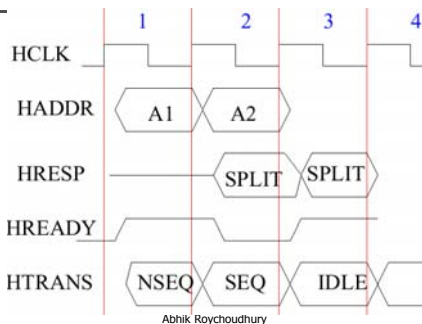 1 2 3 4
HCLK
HADDR A1 A2
HRESP SPLIT SPLIT
HREADY
HTRANS NSEQ SEQ IDLE
Abhik Roychoudhury